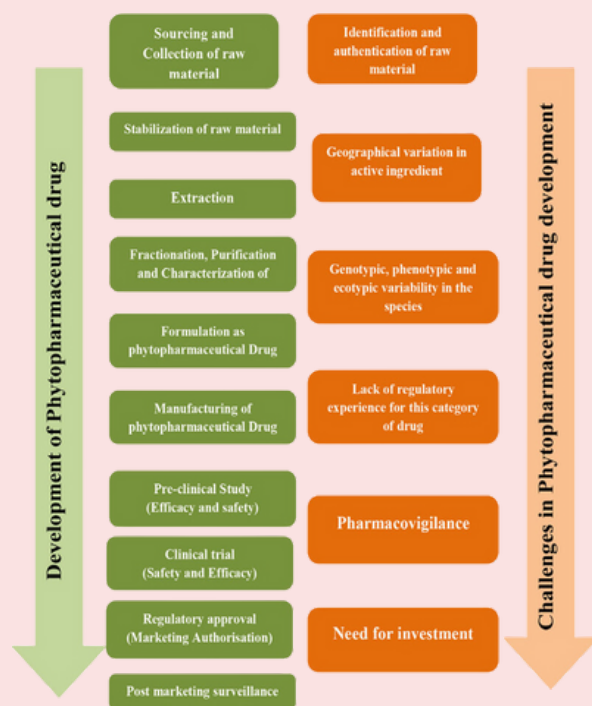 Development of Phytopharmaceutical drug
Sourcing and
Collection of raw
material
Stabilization of raw material
Extraction
Fractionation, Purification
and Characterization of
Formulation as
phytopharmaceutical Drug
Manufacturing of
phytopharmaceutical Drug
Pre-clinical Study
(Efficacy and safety)
Clinical trial
(Safety and Efficacy)
Regulatory approval
(Marketing Authorisation)
Post marketing surveillance
Identification and
authentication of raw
material
Geographical variation in
active ingredient
Genotypic, phenotypic and
ecotypic variability in the
species
Lack of regulatory
experience for this category
of drug
Pharmacovigilance
Need for investment
Challenges in Phytopharmaceutical drug development